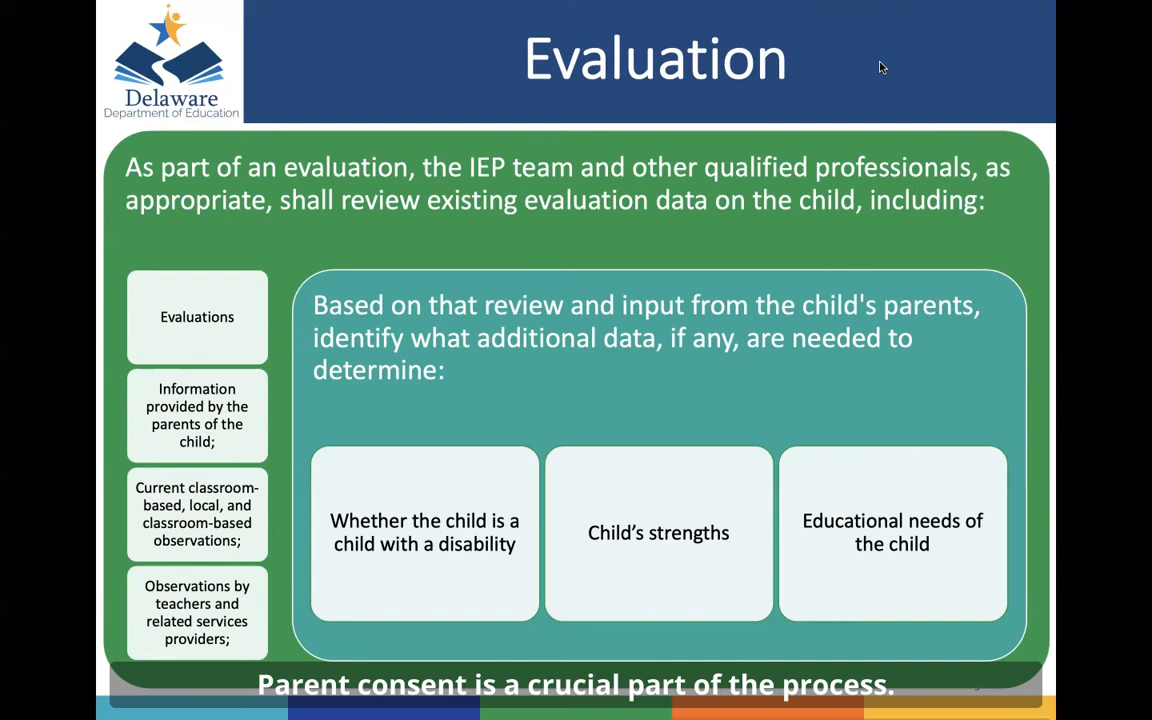 Delaware
Department of Education
Evaluation
As part of an evaluation, the IEP team and other qualified professionals, as
appropriate, shall review existing evaluation data on the child, including:
Evaluations
Information
provided by the
parents of the
child;
Current classroom-
based, local, and
classroom-based
observations;
Observations by
teachers and
related services
providers;
Based on that review and input from the child's parents,
identify what additional data, if any, are needed to
determine:
Whether the child is a
child with a disability
Child’s strengths
Educational needs of
the child
Parent consent is a crucial part of the process.